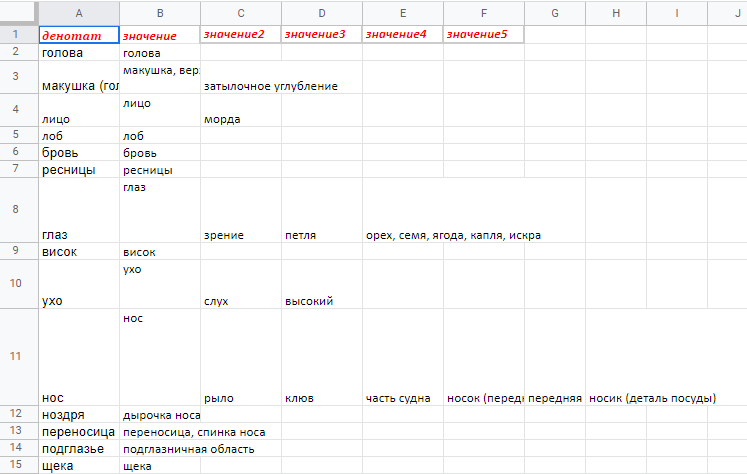 A B C D E F G H I J
1 денотат значение значение2 значение3 значение4 значение5
2 голова голова
3 макушка (гол макушка, вер затылочное углубление
4 лицо лицо морда
5 лоб лоб
6 бровь бровь
7 ресницы ресницы
8 глаз глаз зрение петля орех, семя, ягода, капля, искра
9 висок висок
10 ухо ухо слух высокий
11 нос нос рыло клюв часть судна носок (передн передняя носик (деталь посуды)
12 ноздря дырочка носа
13 переносица переносица, спинка носа
14 подглазье подглазничная область
15 щека щека